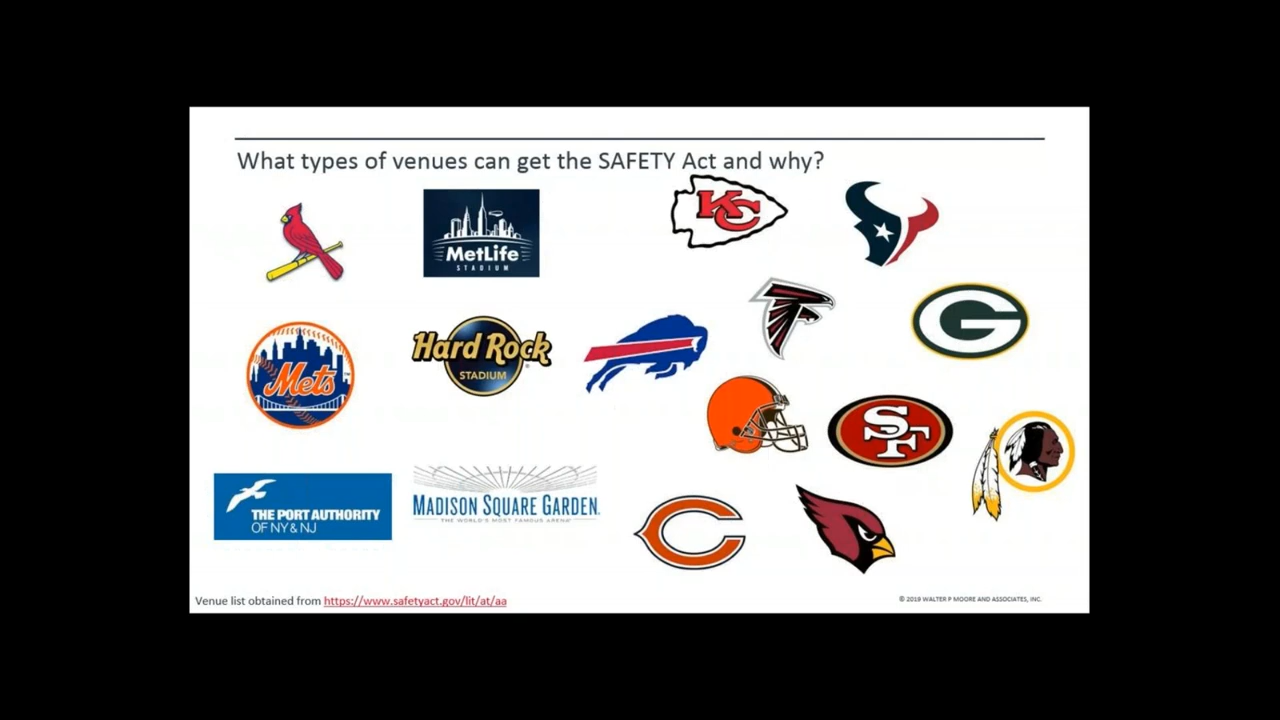 What types of venues can get the SAFETY Act and why?
KC
MetLife
STADIUM
Mets
Hard Rock
STADIUM
G
SF
THE PORT AUTHORITY
OF NY & NJ
MADISON SQUARE GARDEN
THE WORLD'S MOST FAMOUS ARENA
C
Venue list obtained from https://www.safetyact.gov/lit/at/aa
© 2019 WALTER P MOORE AND ASSOCIATES, INC.